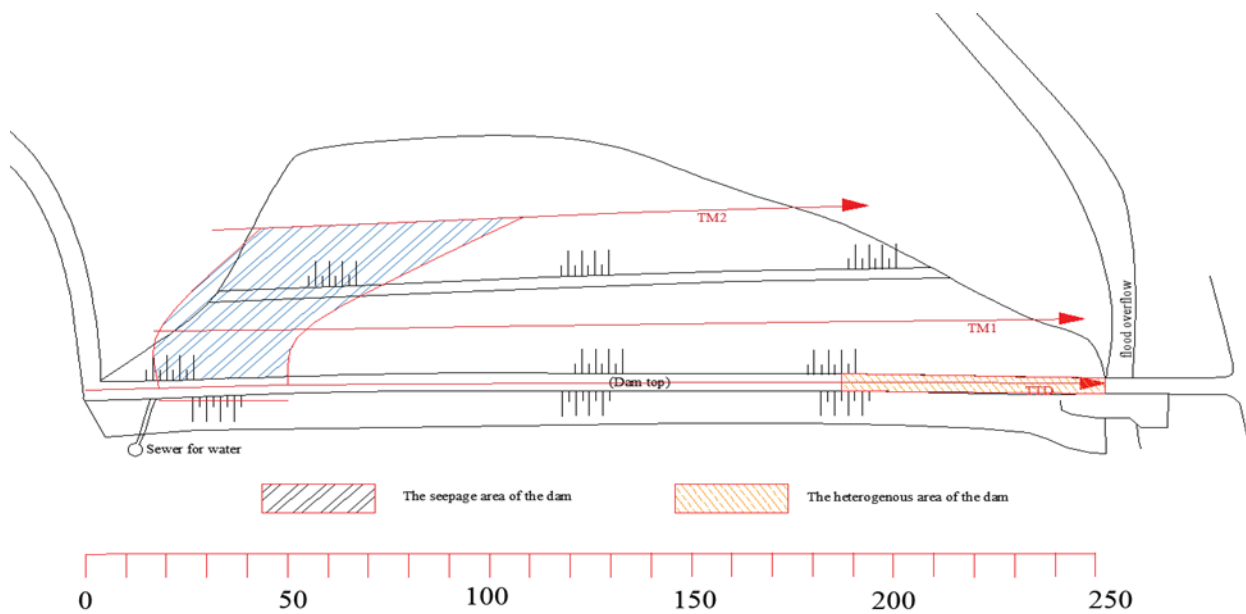 TM2
TM1
flood overflow
(Dam top)
TTD
Sewer for water
The seepage area of the dam
The heterogenous area of the dam
0
50
100
150
200
250